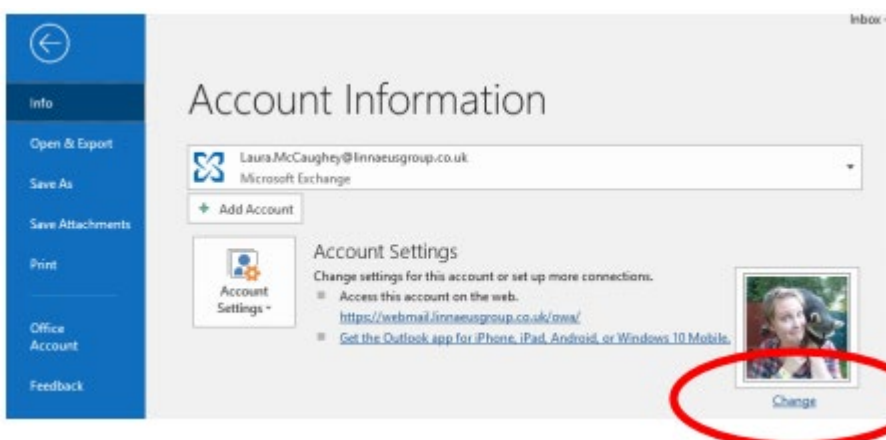 Inbox -
Info
Open & Export
Save As
Save Attachments
Print
Office
Account
Feedback
Account Information
Laura.McCaughey@linnaeusgroup.co.uk
Microsoft Exchange
+ Add Account
Account
Settings
Account Settings
Change settings for this account or set up more connections.
Access this account on the web.
https://webmail.linnaeusgroup.co.uk/owa/
Get the Outlook app for iPhone, iPad, Android, or Windows 10 Mobile.
Change